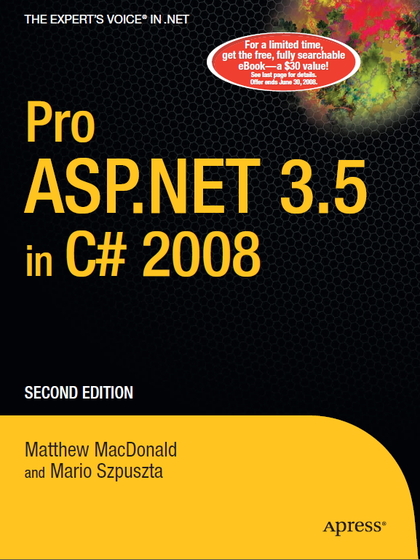 THE EXPERT'S VOICE® IN .NET
For a limited time,
get the free, fully searchable
eBook—a $30 value!
See last page for details.
Offer ends June 30, 2008.
Pro
ASP.NET 3.5
in C# 2008
SECOND EDITION
Matthew MacDonald
and Mario Szpuszta
Apress®